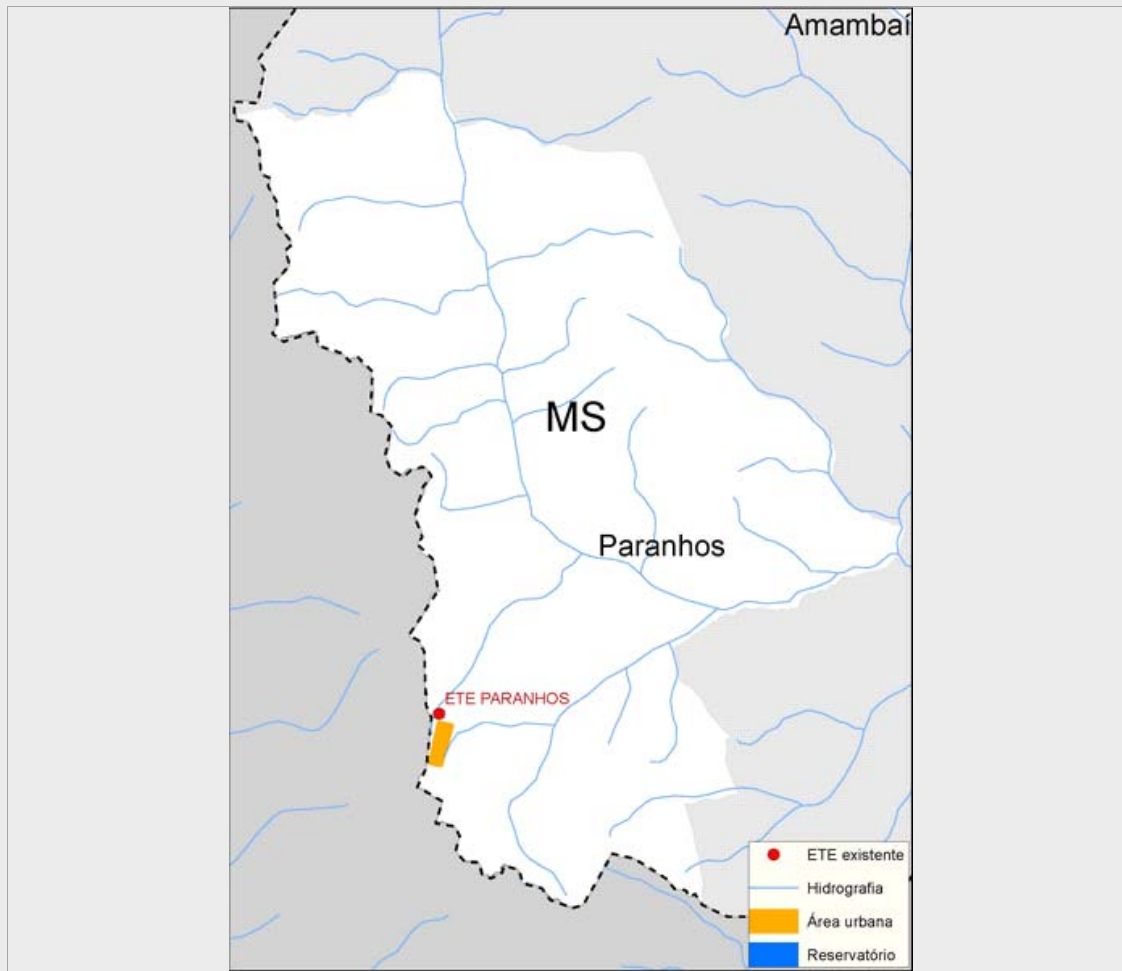 Amambaí
MS
Paranhos
ETE PARANHOS
ETE existente
Hidrografia
Área urbana
Reservatório